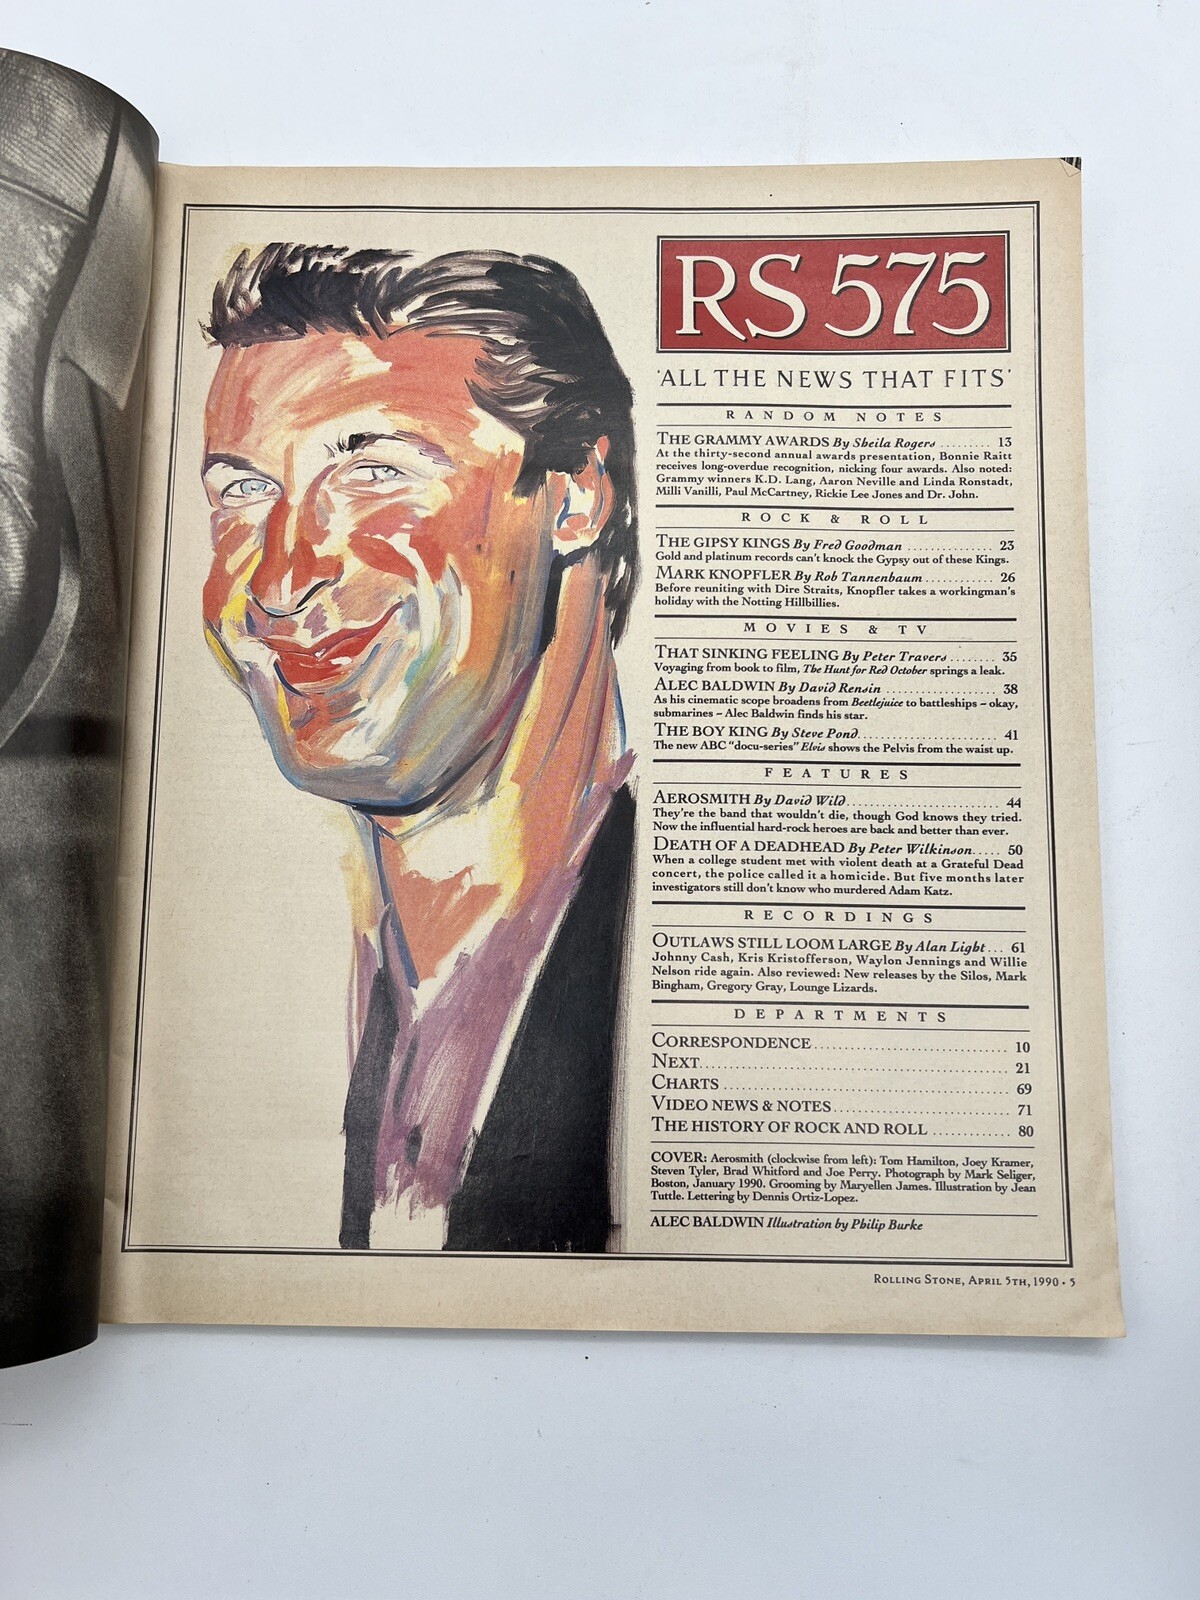 RS 575
'ALL THE NEWS THAT FITS'
RANDOM NOTES
THE GRAMMY AWARDS By Sheila Rogers ......... 13
At the thirty-second annual awards presentation, Bonnie Raitt
receives long-overdue recognition, nicking four awards. Also noted:
Grammy winners K.D. Lang, Aaron Neville and Linda Ronstadt,
Milli Vanilli, Paul McCartney, Rickie Lee Jones and Dr. John.
ROCK & ROLL
THE GIPSY KINGS By Fred Goodman .............. 23
Gold and platinum records can't knock the Gypsy out of these Kings.
MARK KNOPFLER By Rob Tannenbaum ............ 26
Before reuniting with Dire Straits, Knopfler takes a workingman's
holiday with the Notting Hillbillies.
MOVIES & TV
THAT SINKING FEELING By Peter Travers ........ 35
Voyaging from book to film, The Hunt for Red October springs a leak.
ALEC BALDWIN By David Rensin .................. 38
As his cinematic scope broadens from Beetlejuice to battleships – okay,
submarines – Alec Baldwin finds his star.
THE BOY KING By Steve Pond...................... 41
The new ABC "docu-series" Elvis shows the Pelvis from the waist up.
FEATURES
AEROSMITH By David Wild......................... 44
They're the band that wouldn't die, though God knows they tried.
Now the influential hard-rock heroes are back and better than ever.
DEATH OF A DEADHEAD By Peter Wilkinson..... 50
When a college student met with violent death at a Grateful Dead
concert, the police called it a homicide. But five months later
investigators still don't know who murdered Adam Katz.
RECORDINGS
OUTLAWS STILL LOOM LARGE By Alan Light... 61
Johnny Cash, Kris Kristofferson, Waylon Jennings and Willie
Nelson ride again. Also reviewed: New releases by the Silos, Mark
Bingham, Gregory Gray, Lounge Lizards.
DEPARTMENTS
CORRESPONDENCE ................................ 10
NEXT................................................ 21
CHARTS ............................................. 69
VIDEO NEWS & NOTES............................. 71
THE HISTORY OF ROCK AND ROLL ............. 80
COVER: Aerosmith (clockwise from left): Tom Hamilton, Joey Kramer,
Steven Tyler, Brad Whitford and Joe Perry. Photograph by Mark Seliger,
Boston, January 1990. Grooming by Maryellen James. Illustration by Jean
Tuttle. Lettering by Dennis Ortiz-Lopez.
ALEC BALDWIN Illustration by Philip Burke
ROLLING STONE, APRIL 5TH, 1990 • 5